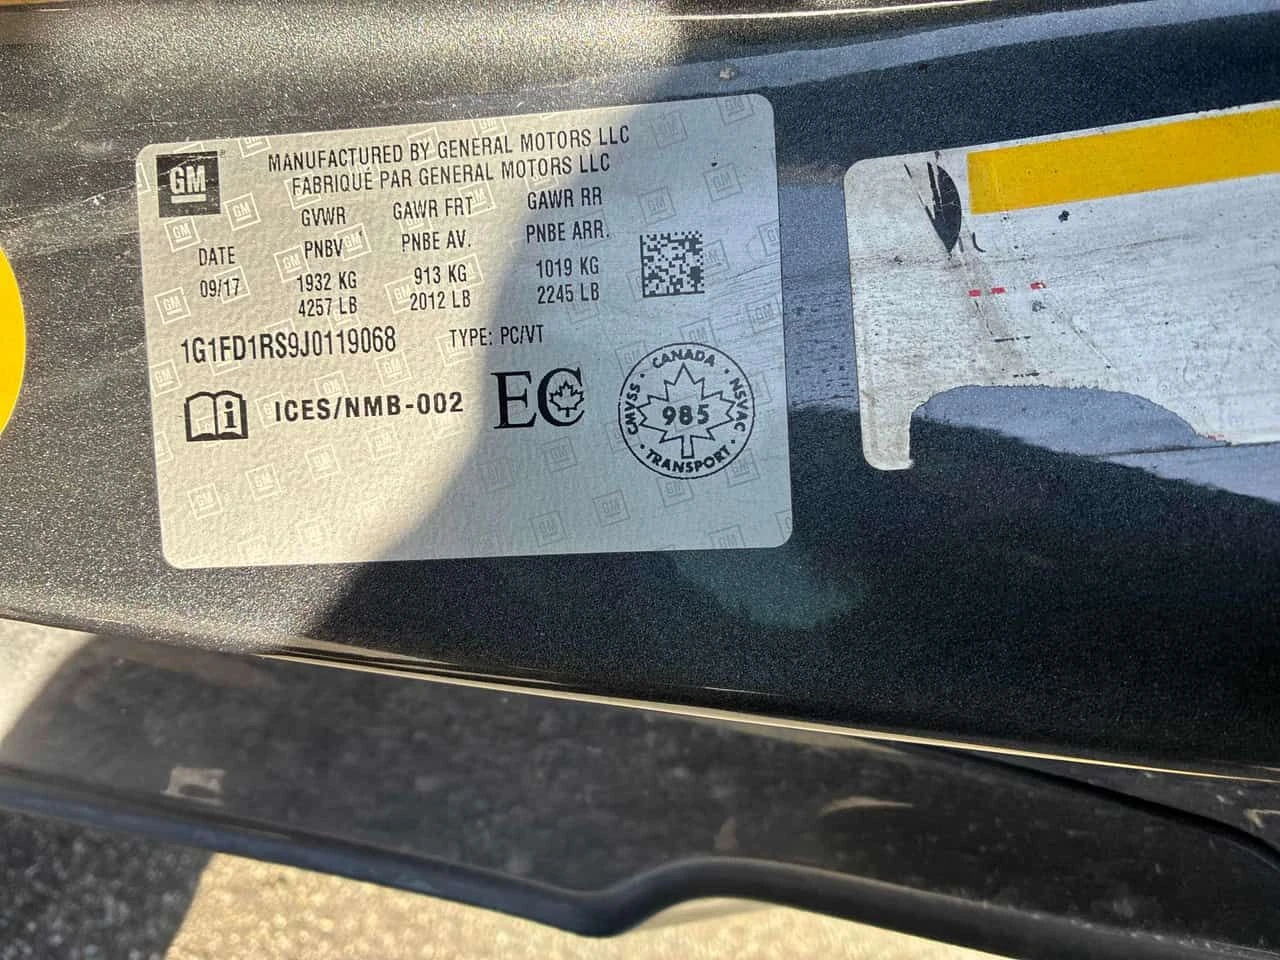 GM
MANUFACTURED BY GENERAL MOTORS LLC
FABRIQUÉ PAR GENERAL MOTORS LLC
DATE GVWR GAWR FRT GAWR RR
PNBV PNBE AV. PNBE ARR.
09/17 1932 KG 913 KG 1019 KG
4257 LB 2012 LB 2245 LB
1G1FD1RS9J0119068 TYPE: PC/VT
i ICES/NMB-002 EC
CANADA
CMVSS 985 NSVAC
TRANSPORT